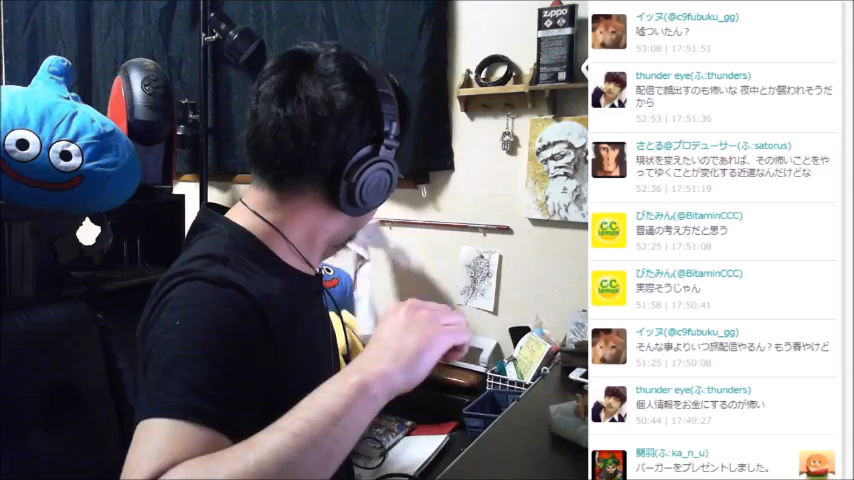 ZIPPO
イッヌ(@c9fubuku_gg)
嘘ついたん？
53:08 | 17:51:51
thunder eye(ふ:thunders)
配信で顔出すのも怖いな 夜中とか襲われそうだ
から
52:53 | 17:51:36
さとる@プロデューサー(ふ:satorus)
現状を変えたいのであれば、その怖いことをや
ってゆくことが変化する近道なんだけどな
52:36 | 17:51:19
びたみん(@BitaminCCC)
普通の考え方だと思う
52:25 | 17:51:08
びたみん(@BitaminCCC)
実際そうじゃん
51:58 | 17:50:41
イッヌ(@c9fubuku_gg)
そんな事よりいつ旅配信やるん？もう春やけど
51:25 | 17:50:08
thunder eye(ふ:thunders)
個人情報をお金にするのが怖い
50:44 | 17:49:27
関羽(ふ:ka_n_u)
バーガーをプレゼントしました。
CC
lemon
CC
lemon